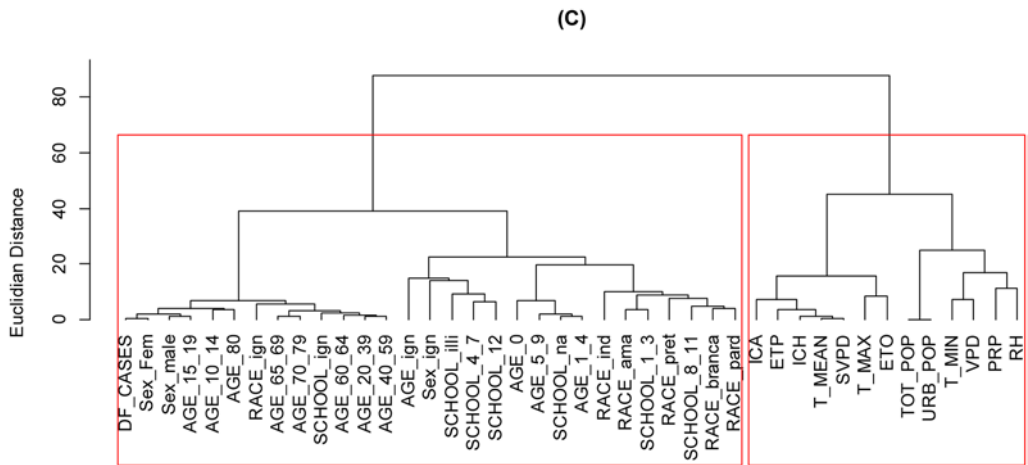 (C)
Euclidian Distance
80
60
40
20
0
DF_CASES
Sex_Fem
Sex_male
AGE_15_19
AGE_10_14
AGE_80
RACE_ign
AGE_65_69
AGE_70_79
SCHOOL_ign
AGE_60_64
AGE_20_39
AGE_40_59
AGE_ign
Sex_ign
SCHOOL_illi
SCHOOL_4_7
SCHOOL_12
AGE_0
AGE_5_9
SCHOOL_na
AGE_1_4
RACE_ind
RACE_ama
SCHOOL_1_3
RACE_pret
SCHOOL_8_11
RACE_branca
RACE_pard
ICA
ETP
ICH
T_MEAN
SVPD
T_MAX
ETO
TOT_POP
URB_POP
T_MIN
VPD
PRP
RH